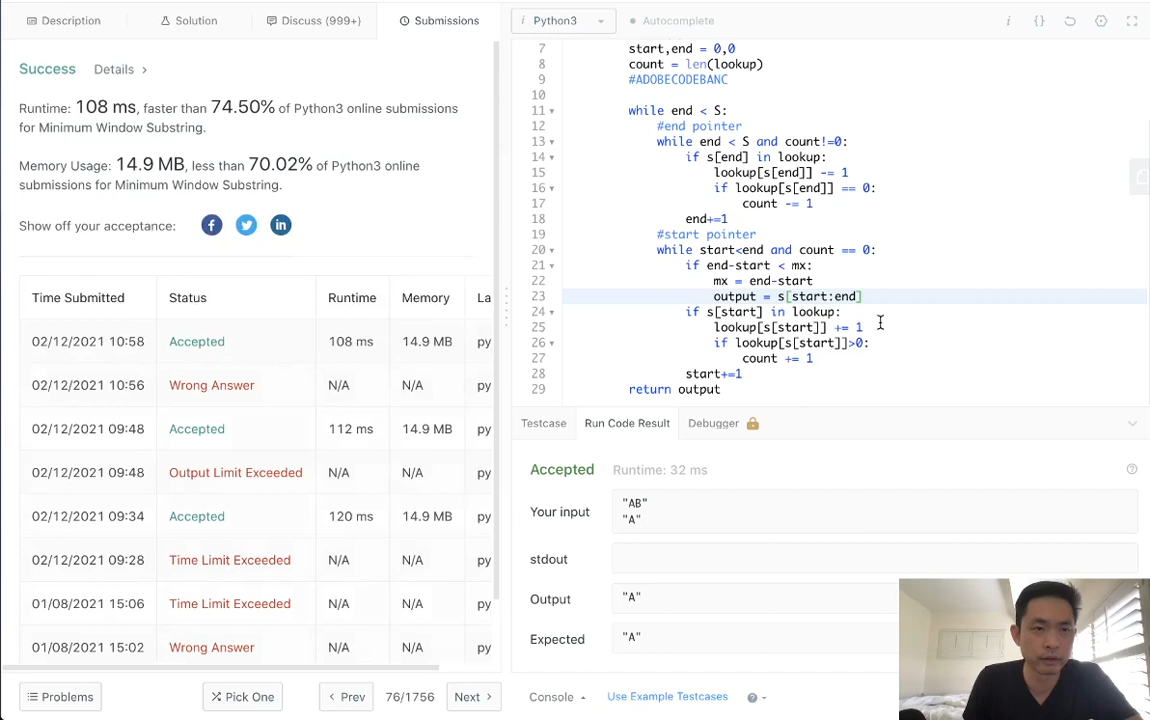 Description
Solution
Discuss (999+)
Submissions
i Python3
Autocomplete
i
{}
Success Details >
Runtime: 108 ms, faster than 74.50% of Python3 online submissions
for Minimum Window Substring.
Memory Usage: 14.9 MB, less than 70.02% of Python3 online
submissions for Minimum Window Substring.
Show off your acceptance:
Time Submitted Status Runtime Memory La
02/12/2021 10:58 Accepted 108 ms 14.9 MB py
02/12/2021 10:56 Wrong Answer N/A N/A py
02/12/2021 09:48 Accepted 112 ms 14.9 MB py
02/12/2021 09:48 Output Limit Exceeded N/A N/A py
02/12/2021 09:34 Accepted 120 ms 14.9 MB py
02/12/2021 09:28 Time Limit Exceeded N/A N/A py
01/08/2021 15:06 Time Limit Exceeded N/A N/A py
01/08/2021 15:02 Wrong Answer N/A N/A py
Problems
Pick One
< Prev
76/1756
Next >
7 start,end = 0,0
8 count = len(lookup)
9 #ADOBECODEBANC
10
11 while end < S:
12 #end pointer
13 while end < S and count!=0:
14 if s[end] in lookup:
15 lookup[s[end]] -= 1
16 if lookup[s[end]] == 0:
17 count -= 1
18 end+=1
19 #start pointer
20 while start<end and count == 0:
21 if end-start < mx:
22 mx = end-start
23 output = s[start:end]
24 if s[start] in lookup:
25 lookup[s[start]] += 1
26 if lookup[s[start]]>0:
27 count += 1
28 start+=1
29 return output
Testcase
Run Code Result
Debugger
Accepted Runtime: 32 ms
Your input
"AB"
"A"
stdout
Output "A"
Expected "A"
Console
Use Example Testcases
?